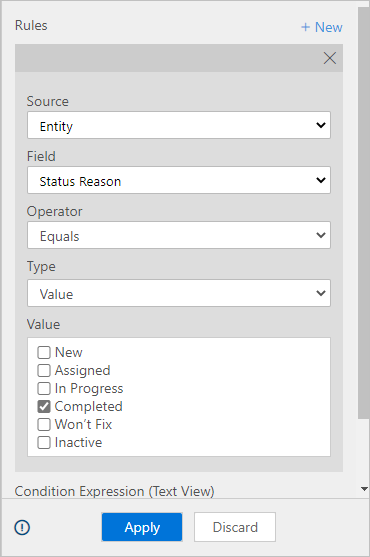 Rules + New
Source
Entity
Field
Status Reason
Operator
Equals
Type
Value
Value
New
Assigned
In Progress
Completed
Won't Fix
Inactive
Condition Expression (Text View)
Apply Discard